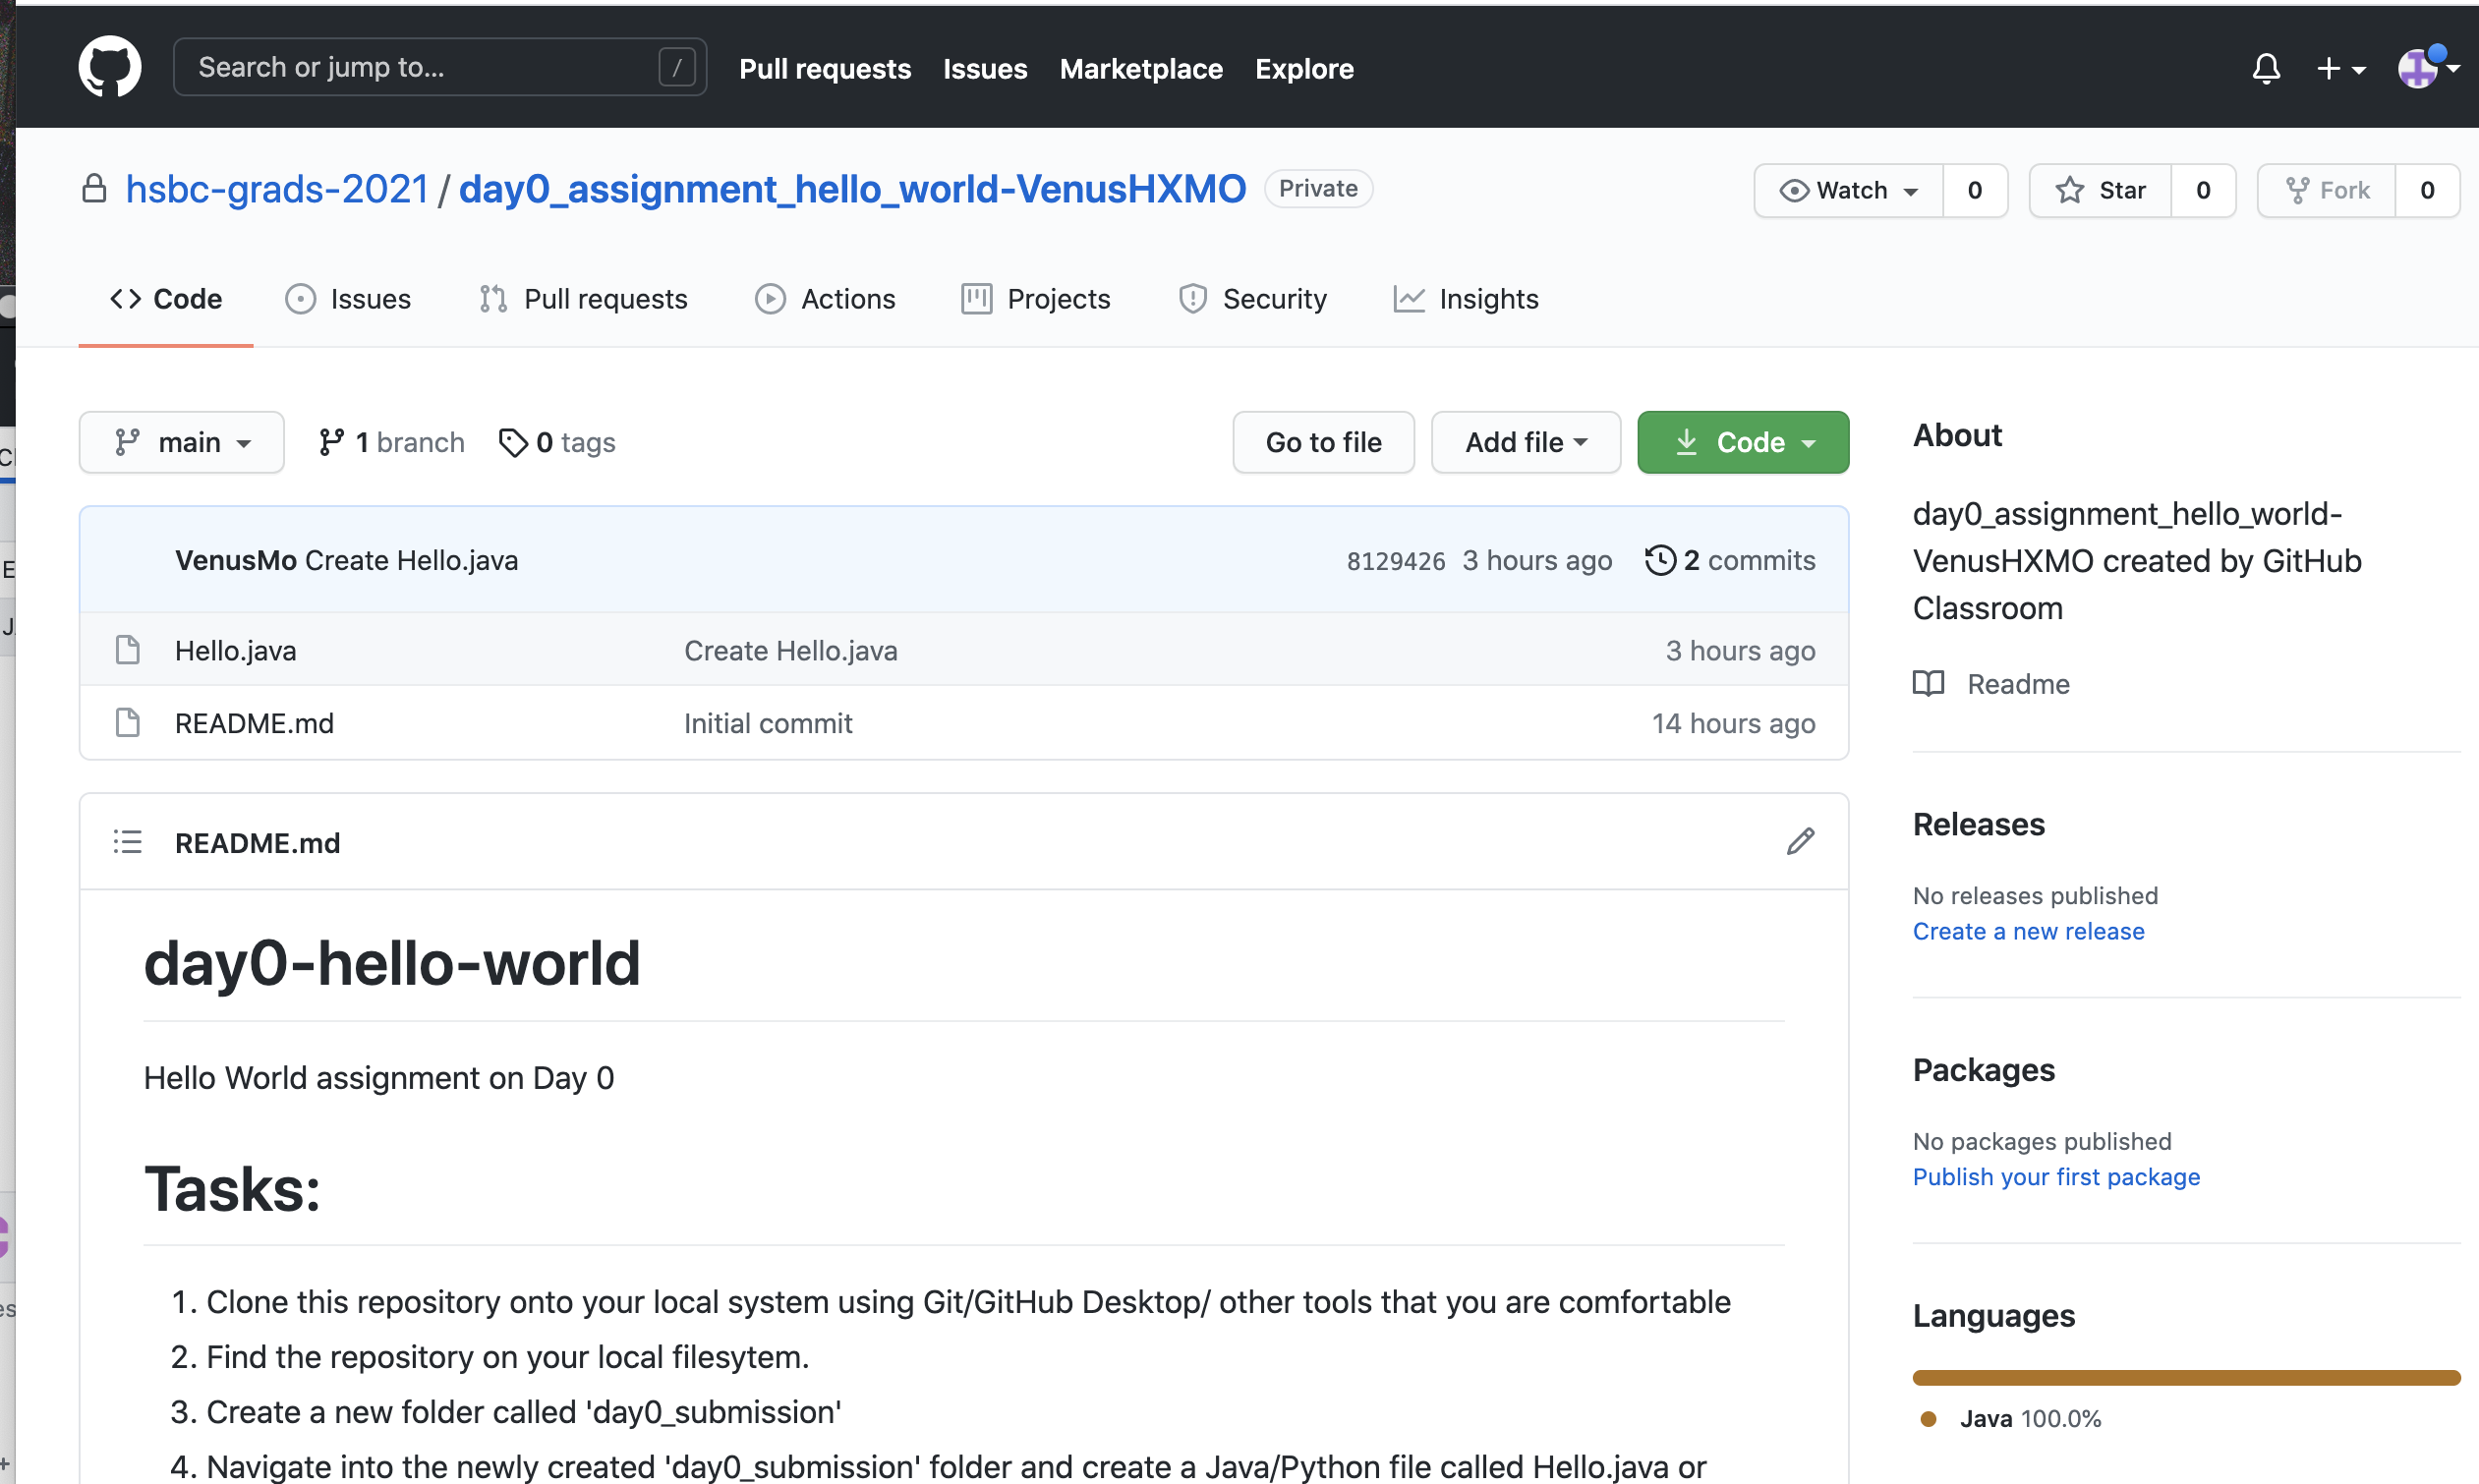 Search or jump to... /
Pull requests Issues Marketplace Explore
hsbc-grads-2021 / day0_assignment_hello_world-VenusHXMO Private
Watch 0 Star 0 Fork 0
Code Issues Pull requests Actions Projects Security Insights
main 1 branch 0 tags Go to file Add file Code
VenusMo Create Hello.java 8129426 3 hours ago 2 commits
Hello.java Create Hello.java 3 hours ago
README.md Initial commit 14 hours ago
README.md
day0-hello-world
Hello World assignment on Day 0
Tasks:
1. Clone this repository onto your local system using Git/GitHub Desktop/ other tools that you are comfortable
2. Find the repository on your local filesytem.
3. Create a new folder called 'day0_submission'
4. Navigate into the newly created 'day0_submission' folder and create a Java/Python file called Hello.java or
About
day0_assignment_hello_world-
VenusHXMO created by GitHub
Classroom
Readme
Releases
No releases published
Create a new release
Packages
No packages published
Publish your first package
Languages
Java 100.0%